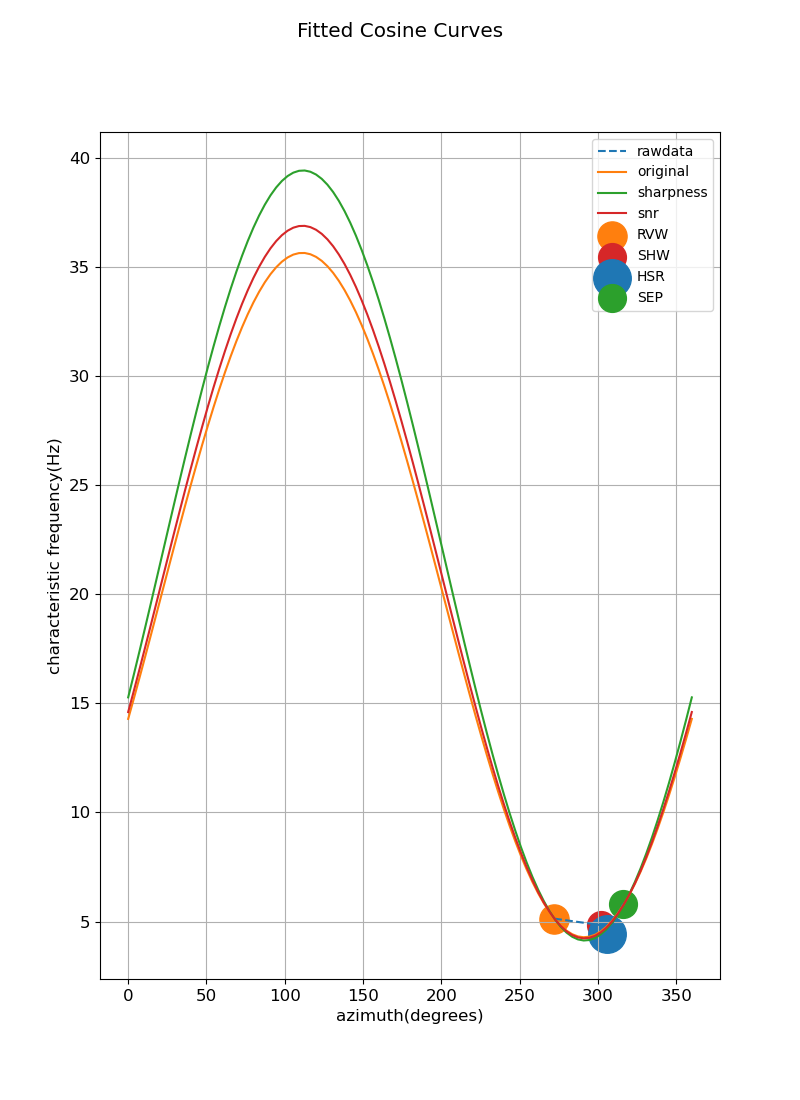 Fitted Cosine Curves
40
35
30
25
20
15
10
5
characteristic frequency(Hz)
rawdata
original
sharpness
snr
RVW
SHW
HSR
SEP
0 50 100 150 200 250 300 350
azimuth(degrees)